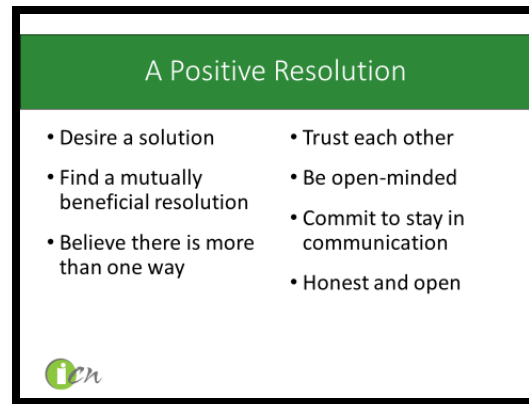 A Positive Resolution
• Desire a solution
• Find a mutually
beneficial resolution
• Believe there is more
than one way
• Trust each other
• Be open-minded
• Commit to stay in
communication
• Honest and open
icn